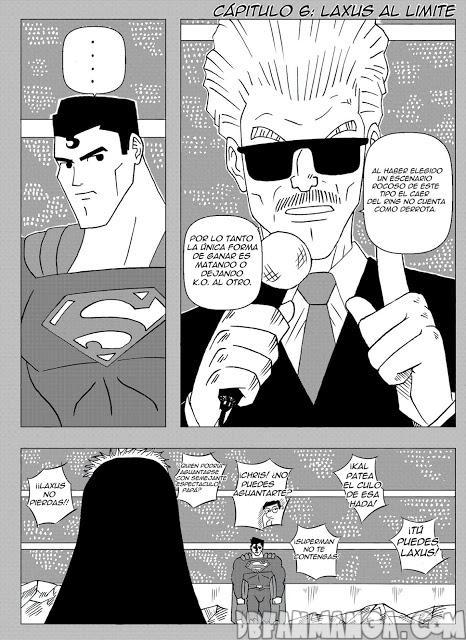 CAPÍTULO 6: LAXUS AL LIMITE
. . . .
AL HABER ELEGIDO
UN ESCENARIO
ROCOSO DE ESTE
TIPO EL CAER
DEL RING NO CUENTA
COMO DERROTA.
POR LO TANTO
LA ÚNICA FORMA
DE GANAR ES
MATANDO O
DEJANDO
K.O. AL OTRO.
¡¡LAXUS
NO
PIERDAS!!
¿QUIEN PODRÍA
AGUANTARSE
CON SEMEJANTE
ESPECTACULO,
PAPÁ?
¡CHRIS! ¿NO
PUEDES
AGUANTARTE?
¡KAL
PATEA
EL CULO
DE ESA
HADA!
¡SUPERMAN
NO TE
CONTENGAS!
¡TÚ
PUEDES
LAXUS!
DBFANMANGA.COM